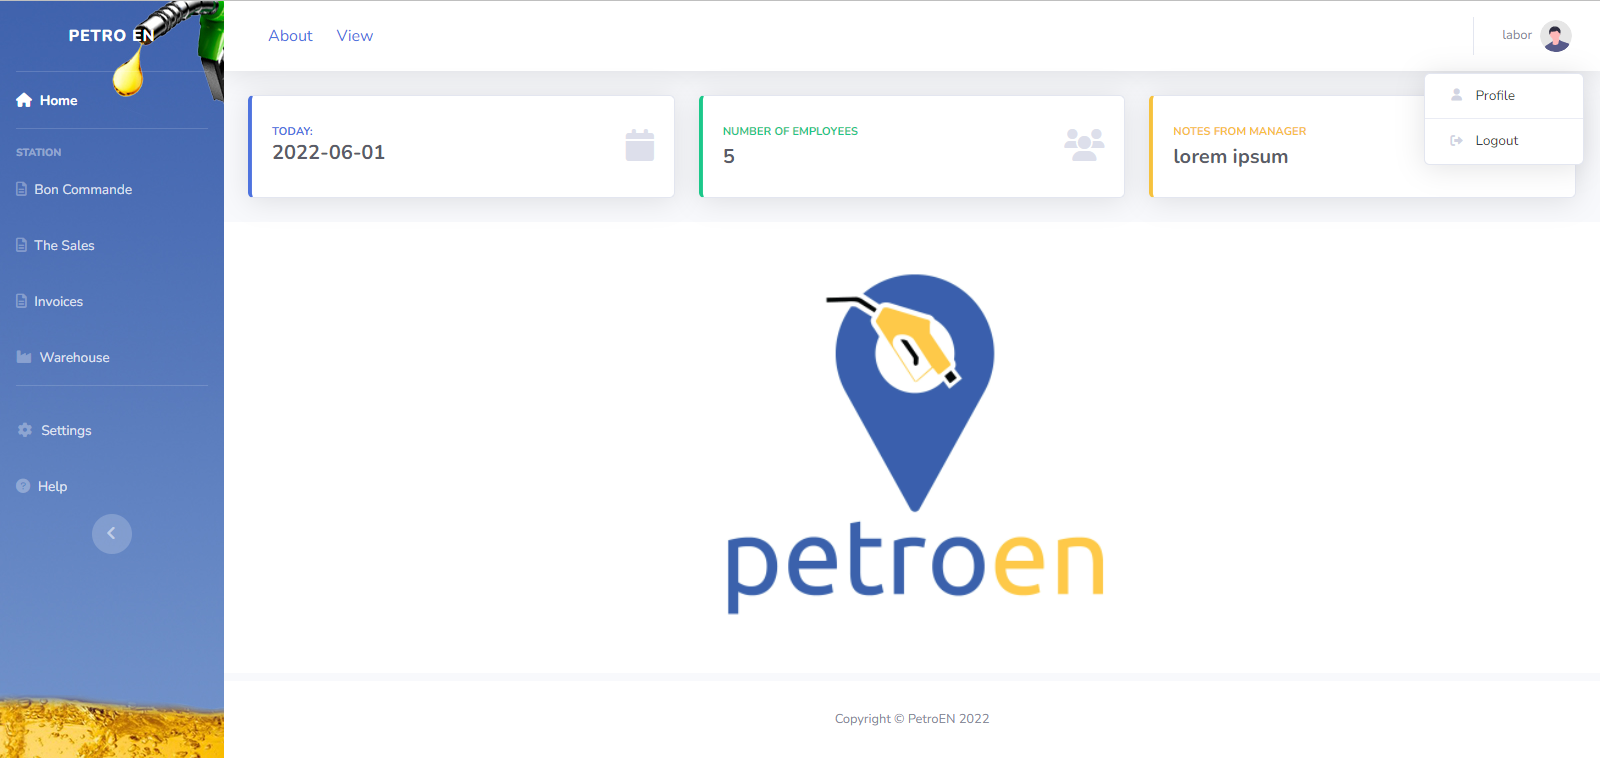 PETRO EN
Home
STATION
Bon Commande
The Sales
Invoices
Warehouse
Settings
Help
About View
labor
Profile
Logout
TODAY:
2022-06-01
NUMBER OF EMPLOYEES
5
NOTES FROM MANAGER
lorem ipsum
petroen
Copyright © PetroEN 2022